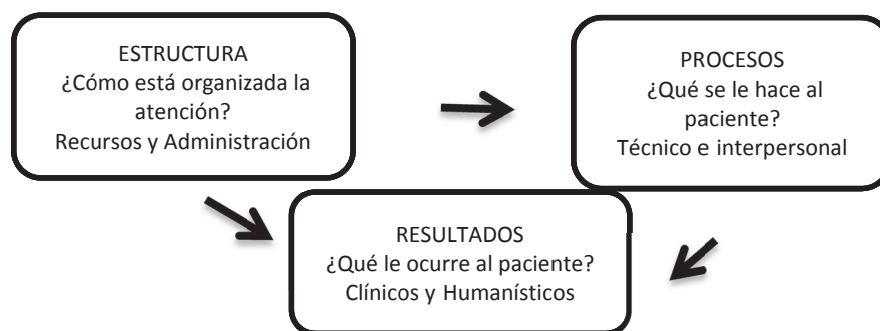 ESTRUCTURA
¿Cómo está organizada la
atención?
Recursos y Administración
PROCESOS
¿Qué se le hace al
paciente?
Técnico e interpersonal
RESULTADOS
¿Qué le ocurre al paciente?
Clínicos y Humanísticos